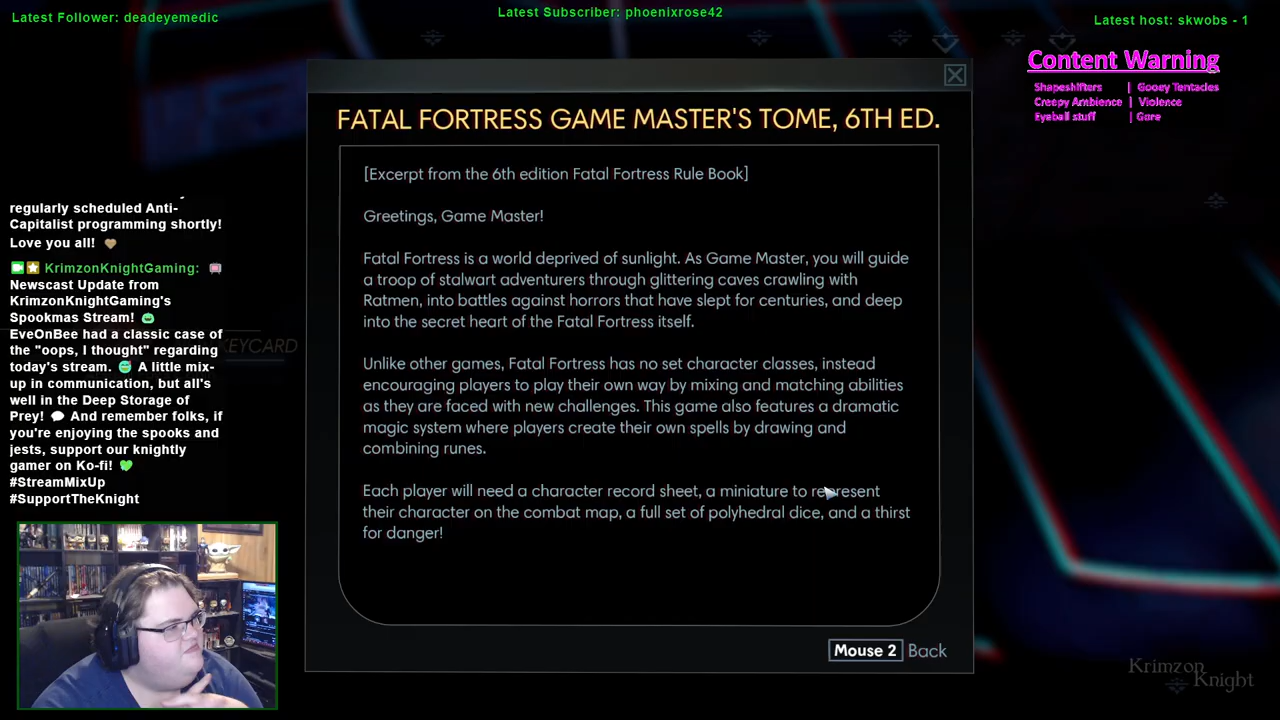 Latest Follower: deadeyemedic
Latest Subscriber: phoenixrose42
Latest host: skwobs - 1
Content Warning
Shapeshifters | Gooey Tentacles
Creepy Ambience | Violence
Eyeball stuff | Gore
FATAL FORTRESS GAME MASTER'S TOME, 6TH ED.
[Excerpt from the 6th edition Fatal Fortress Rule Book]
Greetings, Game Master!
Fatal Fortress is a world deprived of sunlight. As Game Master, you will guide
a troop of stalwart adventurers through glittering caves crawling with
Ratmen, into battles against horrors that have slept for centuries, and deep
into the secret heart of the Fatal Fortress itself.
Unlike other games, Fatal Fortress has no set character classes, instead
encouraging players to play their own way by mixing and matching abilities
as they are faced with new challenges. This game also features a dramatic
magic system where players create their own spells by drawing and
combining runes.
Each player will need a character record sheet, a miniature to represent
their character on the combat map, a full set of polyhedral dice, and a thirst
for danger!
Mouse 2 Back
KEYCARD
regularly scheduled Anti-
Capitalist programming shortly!
Love you all!
KrimzonKnightGaming:
Newscast Update from
KrimzonKnightGaming's
Spookmas Stream!
EveOnBee had a classic case of
the "oops, I thought" regarding
today's stream. A little mix-
up in communication, but all's
well in the Deep Storage of
Prey! And remember folks, if
you're enjoying the spooks and
jests, support our knightly
gamer on Ko-fi!
#StreamMixUp
#SupportTheKnight
Krimzon
Knight